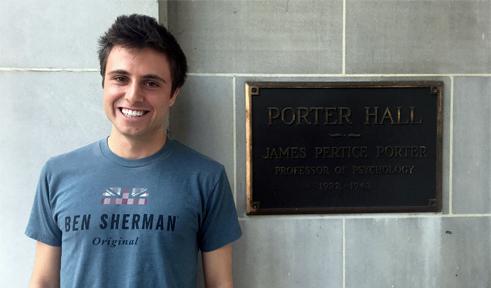 BEN SHERMAN
Original
PORTER HALL
JAMES PERTICE PORTER
PROFESSOR OF PSYCHOLOGY